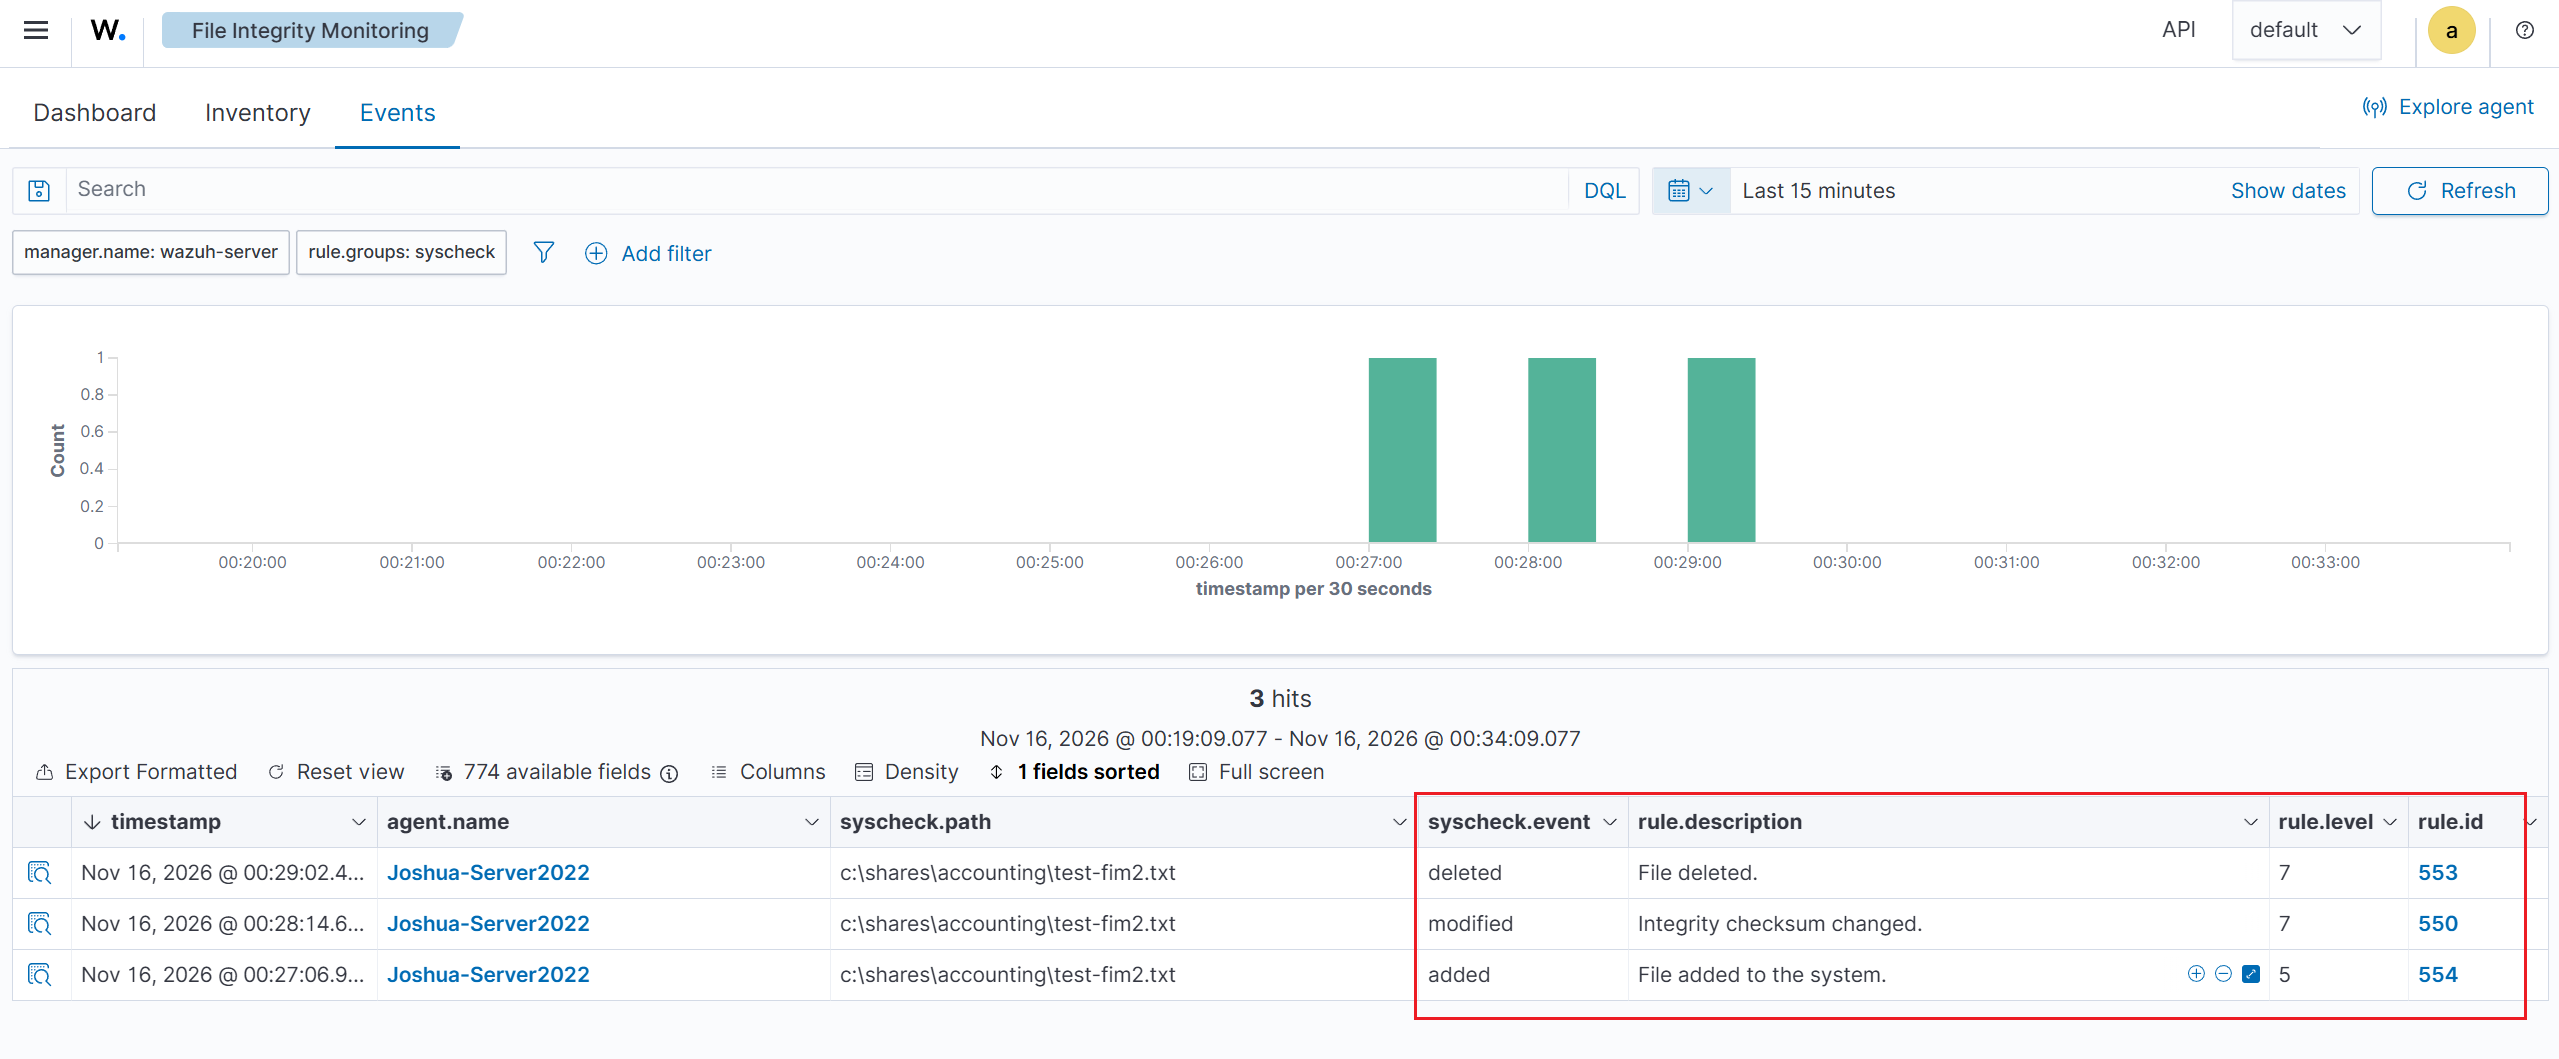 W. File Integrity Monitoring API default a
Dashboard Inventory Events Explore agent
Search DQL Last 15 minutes Show dates Refresh
manager.name: wazuh-server rule.groups: syscheck Add filter
1
0.8
0.6
0.4
0.2
0
Count
00:20:00 00:21:00 00:22:00 00:23:00 00:24:00 00:25:00 00:26:00 00:27:00 00:28:00 00:29:00 00:30:00 00:31:00 00:32:00 00:33:00
timestamp per 30 seconds
3 hits
Nov 16, 2026 @ 00:19:09.077 - Nov 16, 2026 @ 00:34:09.077
Export Formatted Reset view 774 available fields Columns Density 1 fields sorted Full screen
timestamp agent.name syscheck.path syscheck.event rule.description rule.level rule.id
Nov 16, 2026 @ 00:29:02.4... Joshua-Server2022 c:\shares\accounting\test-fim2.txt deleted File deleted. 7 553
Nov 16, 2026 @ 00:28:14.6... Joshua-Server2022 c:\shares\accounting\test-fim2.txt modified Integrity checksum changed. 7 550
Nov 16, 2026 @ 00:27:06.9... Joshua-Server2022 c:\shares\accounting\test-fim2.txt added File added to the system. 5 554